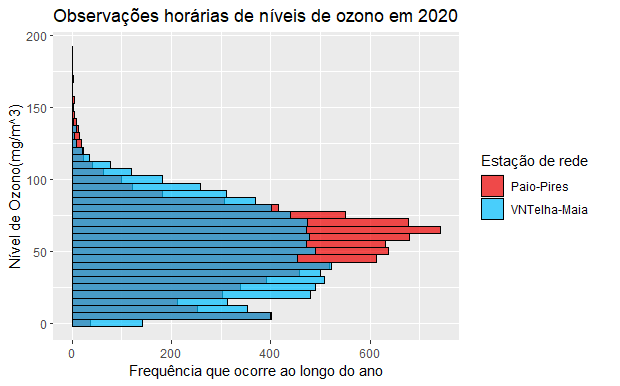 Observações horárias de níveis de ozono em 2020
200
150
100
50
0
Nível de Ozono(mg/m^3)
0
200
400
600
Frequência que ocorre ao longo do ano
Estação de rede
Paio-Pires
VNTelha-Maia